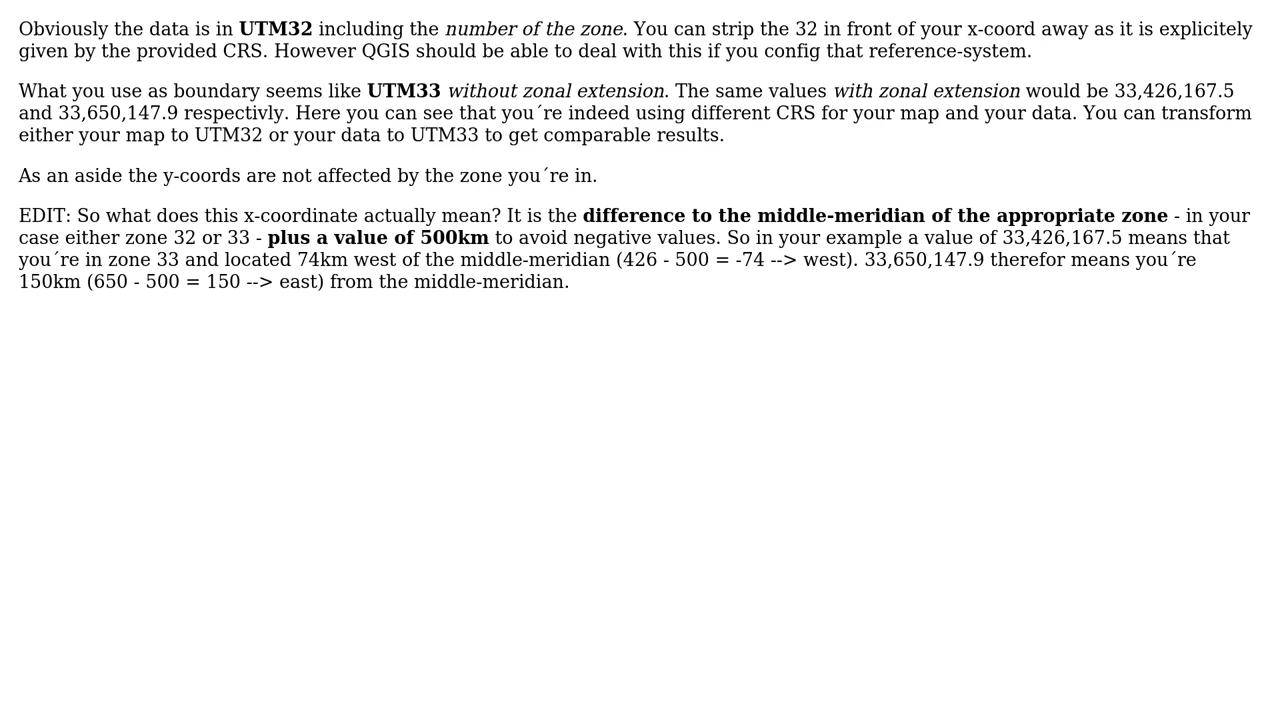 Obviously the data is in UTM32 including the number of the zone. You can strip the 32 in front of your x-coord away as it is explicitly
given by the provided CRS. However QGIS should be able to deal with this if you config that reference-system.
What you use as boundary seems like UTM33 without zonal extension. The same values with zonal extension would be 33,426,167.5
and 33,650,147.9 respectivly. Here you can see that you´re indeed using different CRS for your map and your data. You can transform
either your map to UTM32 or your data to UTM33 to get comparable results.
As an aside the y-coords are not affected by the zone you´re in.
EDIT: So what does this x-coordinate actually mean? It is the difference to the middle-meridian of the appropriate zone - in your
case either zone 32 or 33 - plus a value of 500km to avoid negative values. So in your example a value of 33,426,167.5 means that
you´re in zone 33 and located 74km west of the middle-meridian (426 - 500 = -74 --> west). 33,650,147.9 therefor means you´re
150km (650 - 500 = 150 --> east) from the middle-meridian.